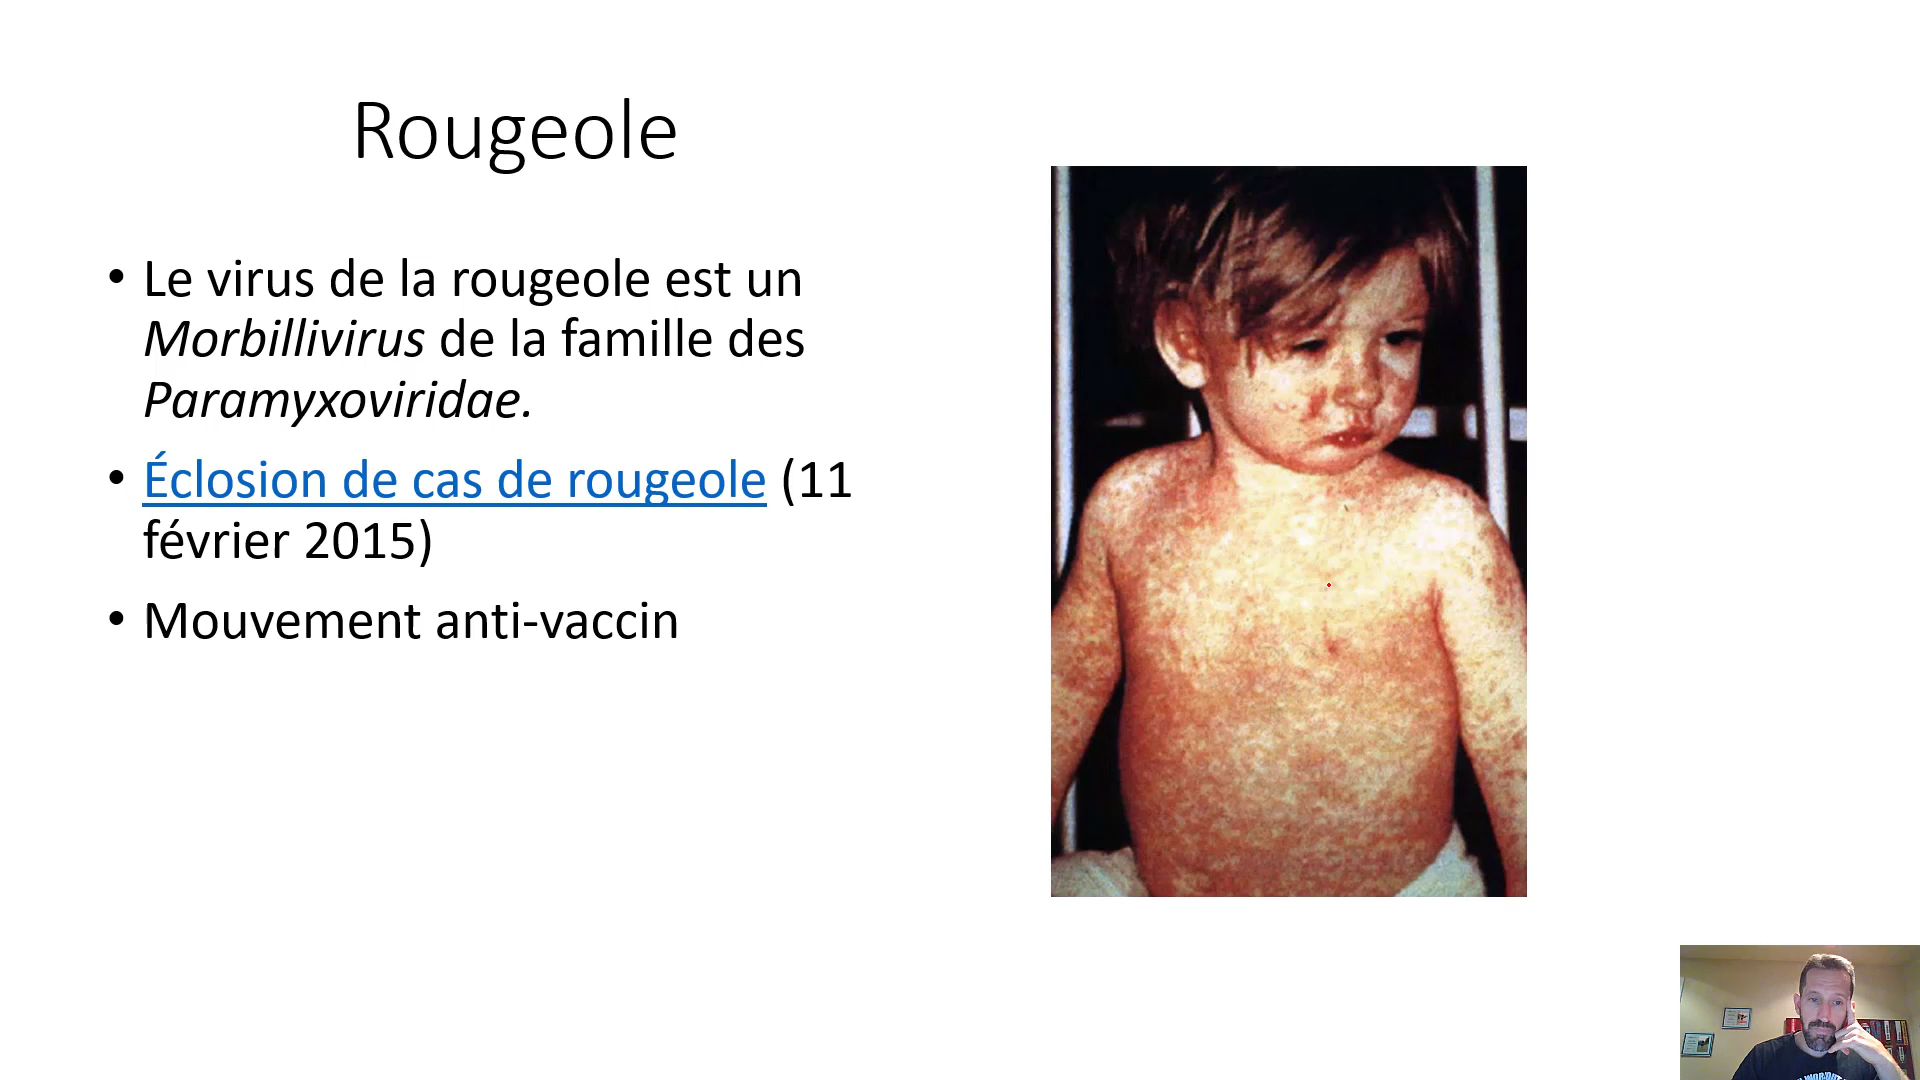 Rougeole
• Le virus de la rougeole est un
Morbillivirus de la famille des
Paramyxoviridae.
• Éclosion de cas de rougeole (11
février 2015)
• Mouvement anti-vaccin